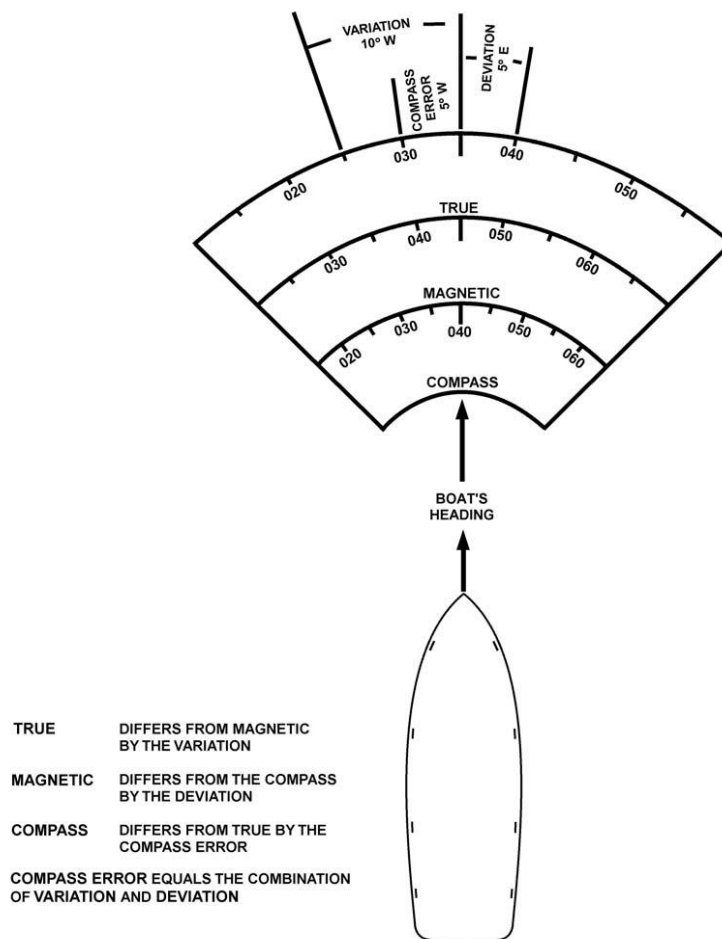 VARIATION
10° W
COMPASS
ERROR
5° W
DEVIATION
5° E
020
030
040
050
TRUE
030
040
050
060
MAGNETIC
020
030
040
050
060
COMPASS
BOAT'S
HEADING
TRUE DIFFERS FROM MAGNETIC
BY THE VARIATION
MAGNETIC DIFFERS FROM THE COMPASS
BY THE DEVIATION
COMPASS DIFFERS FROM TRUE BY THE
COMPASS ERROR
COMPASS ERROR EQUALS THE COMBINATION
OF VARIATION AND DEVIATION